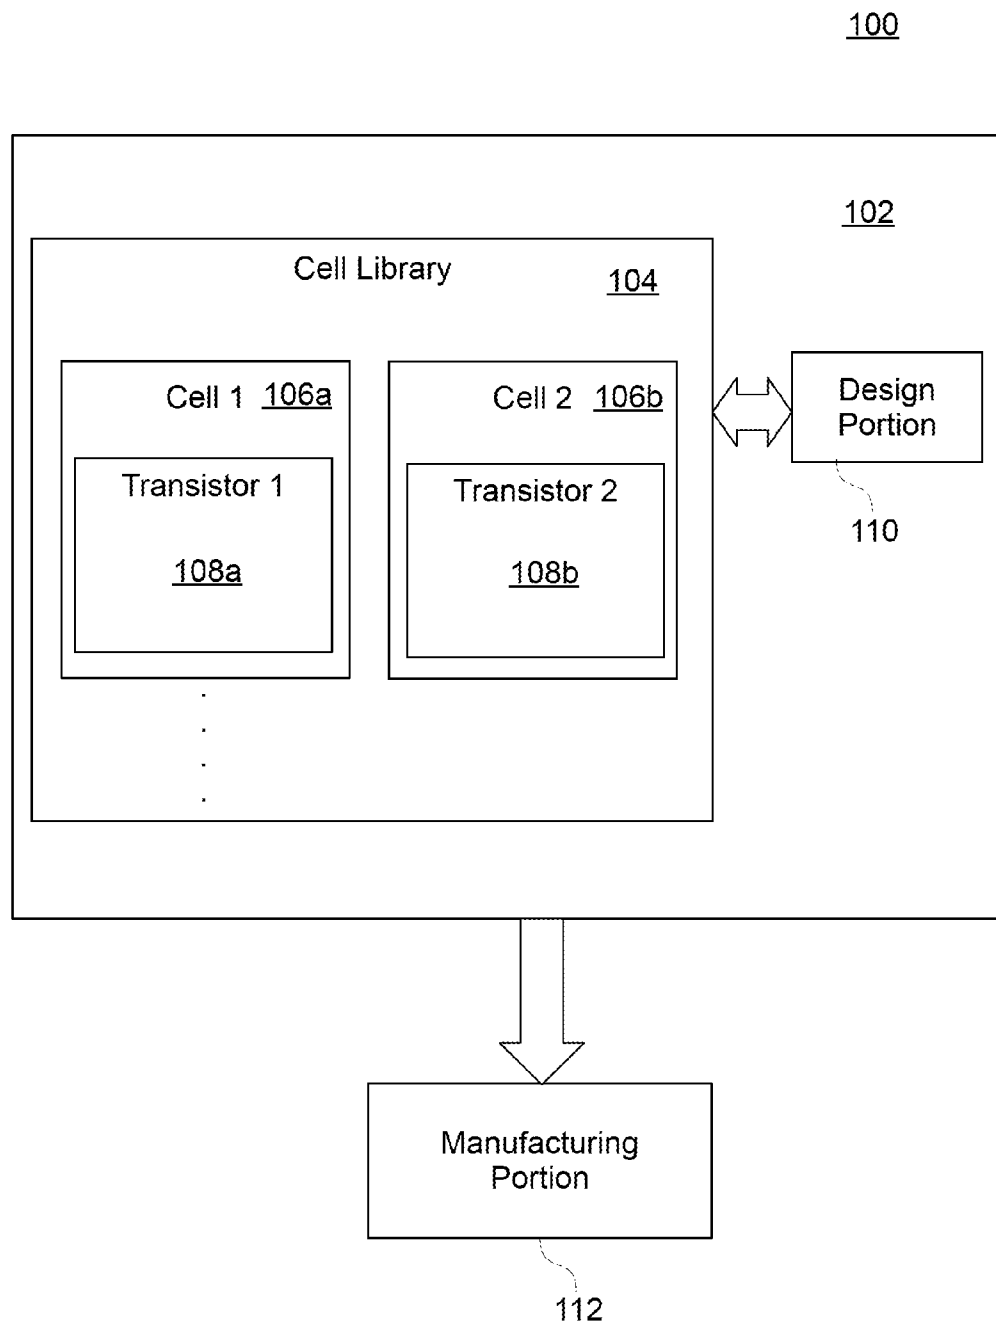 100
102
Cell Library 104
Cell 1 106a
Cell 2 106b
Design
Portion
110
Transistor 1
108a
Transistor 2
108b
Manufacturing
Portion
112